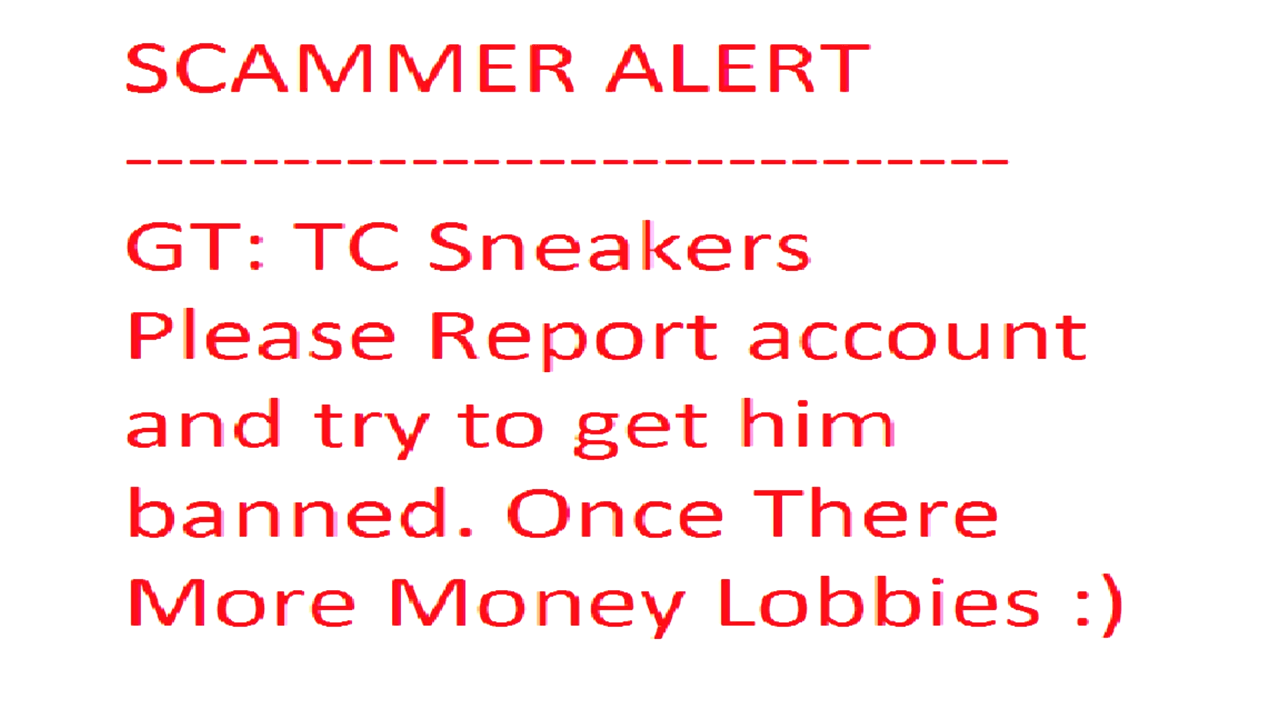 SCAMMER ALERT
----------------------------
GT: TC Sneakers
Please Report account
and try to get him
banned. Once There
More Money Lobbies :)